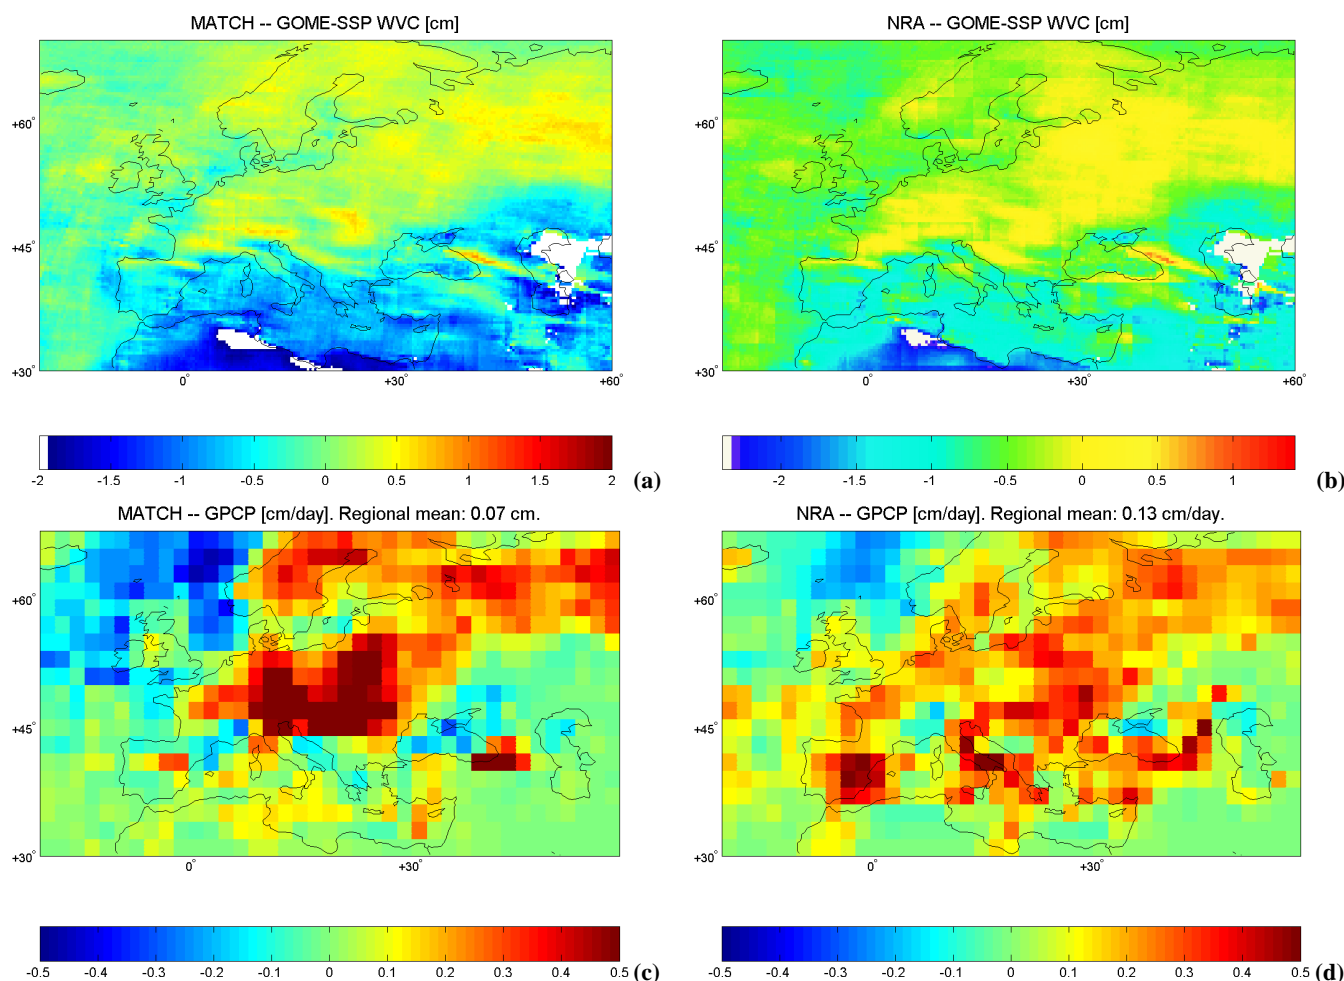 MATCH -- GOME-SSP WVC [cm]
NRA -- GOME-SSP WVC [cm]
+60°
+45°
+30°
0° +30° +60°
+60°
+45°
+30°
0° +30° +60°
-2 -1.5 -1 -0.5 0 0.5 1 1.5 2 (a)
-2 -1.5 -1 -0.5 0 0.5 1 (b)
MATCH -- GPCP [cm/day]. Regional mean: 0.07 cm.
NRA -- GPCP [cm/day]. Regional mean: 0.13 cm/day.
+60°
+45°
+30°
0° +30°
+60°
+45°
+30°
0° +30°
-0.5 -0.4 -0.3 -0.2 -0.1 0 0.1 0.2 0.3 0.4 0.5 (c)
-0.5 -0.4 -0.3 -0.2 -0.1 0 0.1 0.2 0.3 0.4 0.5 (d)